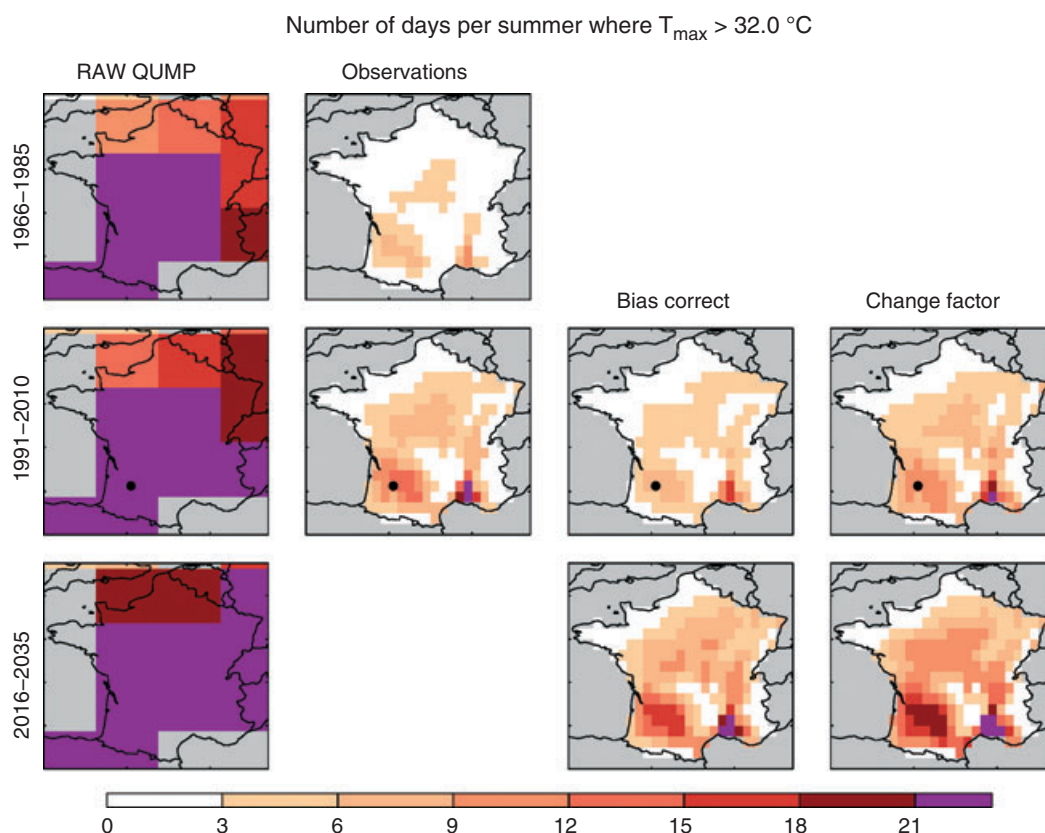 Number of days per summer where Tmax > 32.0 °C
RAW QUMP
Observations
1966–1985
Bias correct
Change factor
1991–2010
2016–2035
0 3 6 9 12 15 18 21